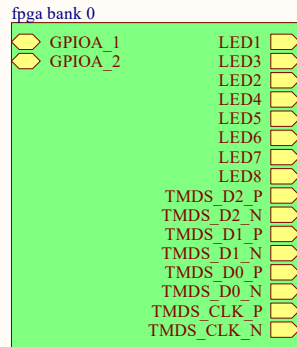 fpga bank 0
GPIOA_1 LED1
GPIOA_2 LED3
LED2
LED4
LED5
LED6
LED7
LED8
TMDS_D2_P
TMDS_D2_N
TMDS_D1_P
TMDS_D1_N
TMDS_D0_P
TMDS_D0_N
TMDS_CLK_P
TMDS_CLK_N